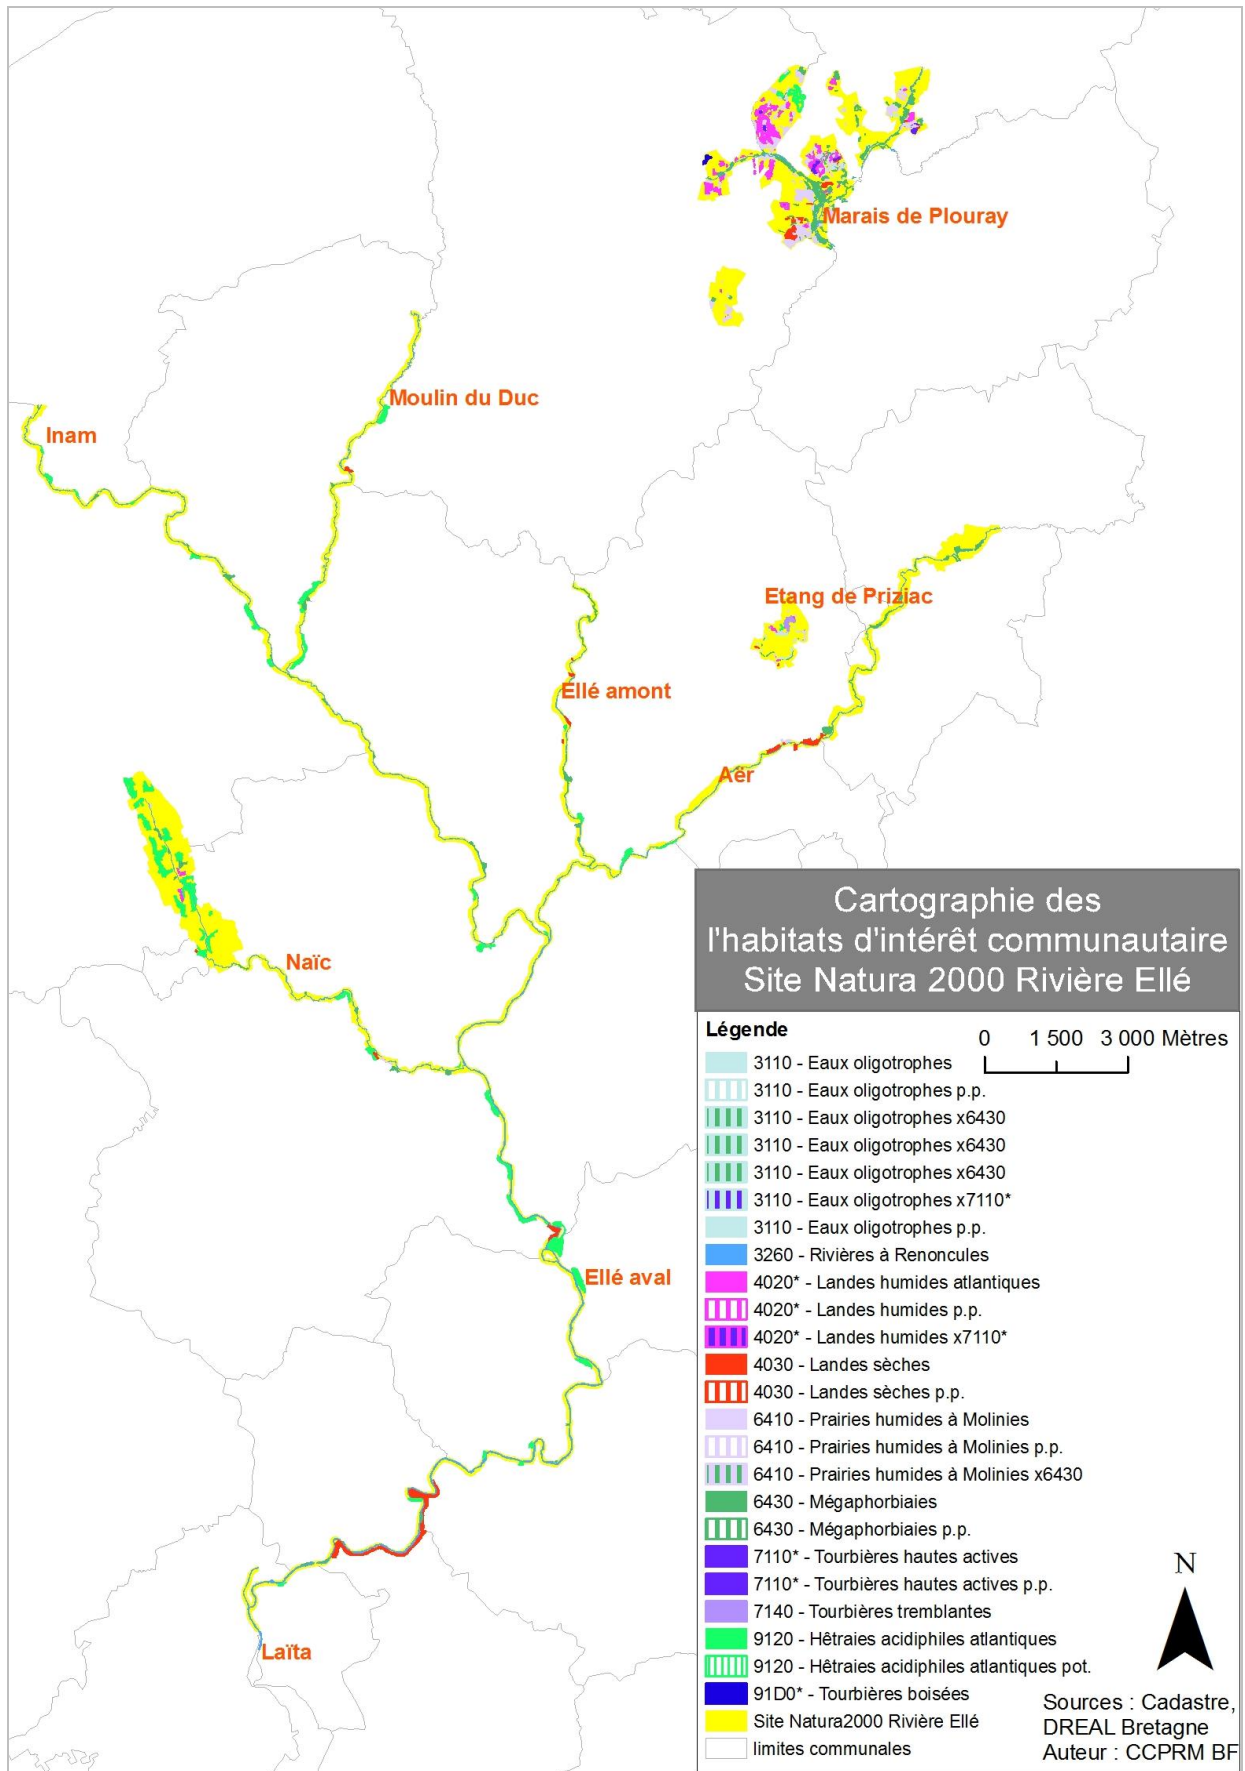 Marais de Plouray
Moulin du Duc
Inam
Etang de Priziac
Ellé amont
Aër
Naïc
Ellé aval
Laïta
Cartographie des
l'habitats d'intérêt communautaire
Site Natura 2000 Rivière Ellé
Légende
0 1 500 3 000 Mètres
3110 - Eaux oligotrophes
3110 - Eaux oligotrophes p.p.
3110 - Eaux oligotrophes x6430
3110 - Eaux oligotrophes x6430
3110 - Eaux oligotrophes x6430
3110 - Eaux oligotrophes x7110*
3110 - Eaux oligotrophes p.p.
3260 - Rivières à Renoncules
4020* - Landes humides atlantiques
4020* - Landes humides p.p.
4020* - Landes humides x7110*
4030 - Landes sèches
4030 - Landes sèches p.p.
6410 - Prairies humides à Molinies
6410 - Prairies humides à Molinies p.p.
6410 - Prairies humides à Molinies x6430
6430 - Mégaphorbiaies
6430 - Mégaphorbiaies p.p.
7110* - Tourbières hautes actives
7110* - Tourbières hautes actives p.p.
7140 - Tourbières tremblantes
9120 - Hêtraies acidiphiles atlantiques
9120 - Hêtraies acidiphiles atlantiques pot.
91D0* - Tourbières boisées
Site Natura2000 Rivière Ellé
limites communales
N
Sources : Cadastre,
DREAL Bretagne
Auteur : CCPRM BF